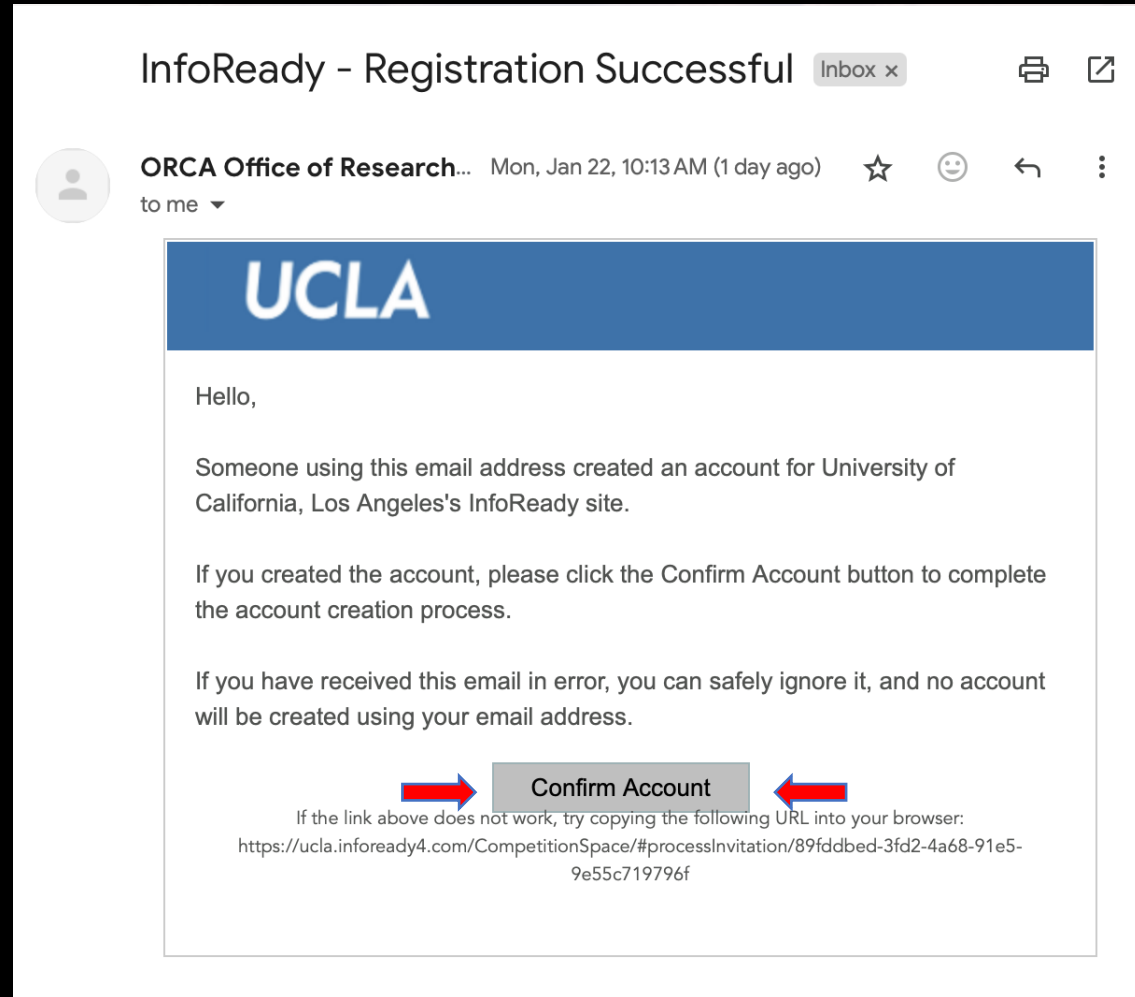 InfoReady - Registration Successful Inbox x
ORCA Office of Research... Mon, Jan 22, 10:13 AM (1 day ago)
to me
UCLA
Hello,
Someone using this email address created an account for University of
California, Los Angeles's InfoReady site.
If you created the account, please click the Confirm Account button to complete
the account creation process.
If you have received this email in error, you can safely ignore it, and no account
will be created using your email address.
Confirm Account
If the link above does not work, try copying the following URL into your browser:
https://ucla.infoready4.com/CompetitionSpace/#processInvitation/89fddbed-3fd2-4a68-91e5-
9e55c719796f